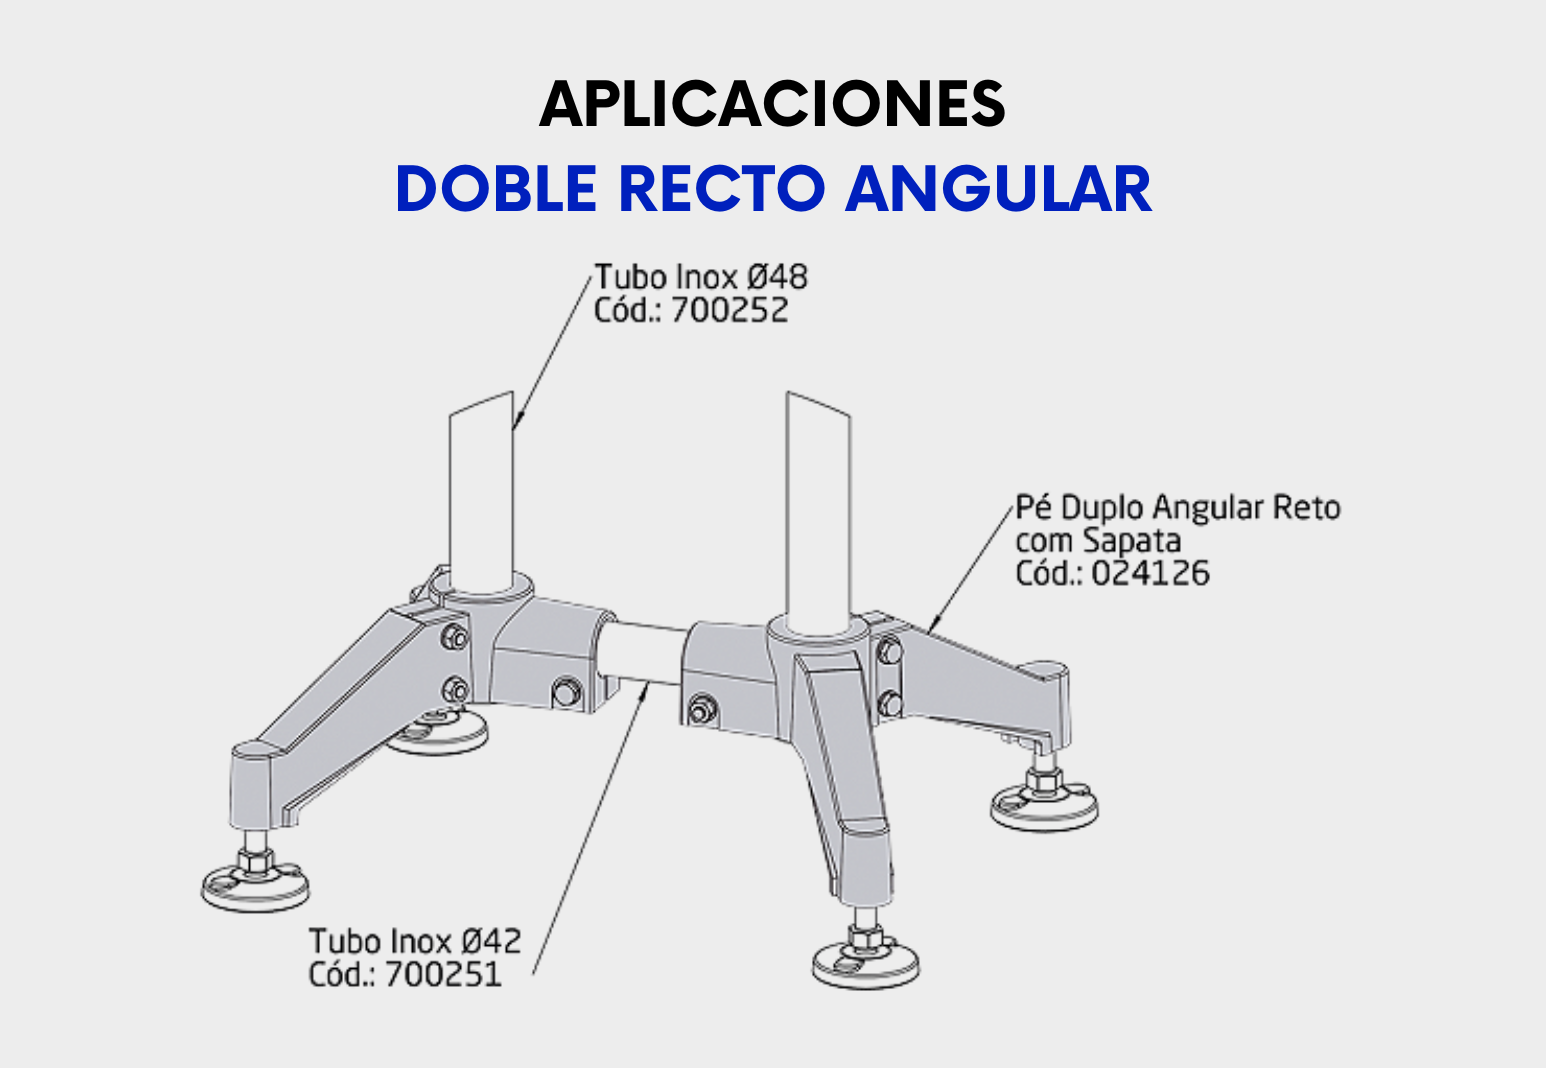 APLICACIONES
DOBLE RECTO ANGULAR
Tubo Inox Ø48
Cód.: 700252
Pé Duplo Angular Reto
com Sapata
Cód.: 024126
Tubo Inox Ø42
Cód.: 700251